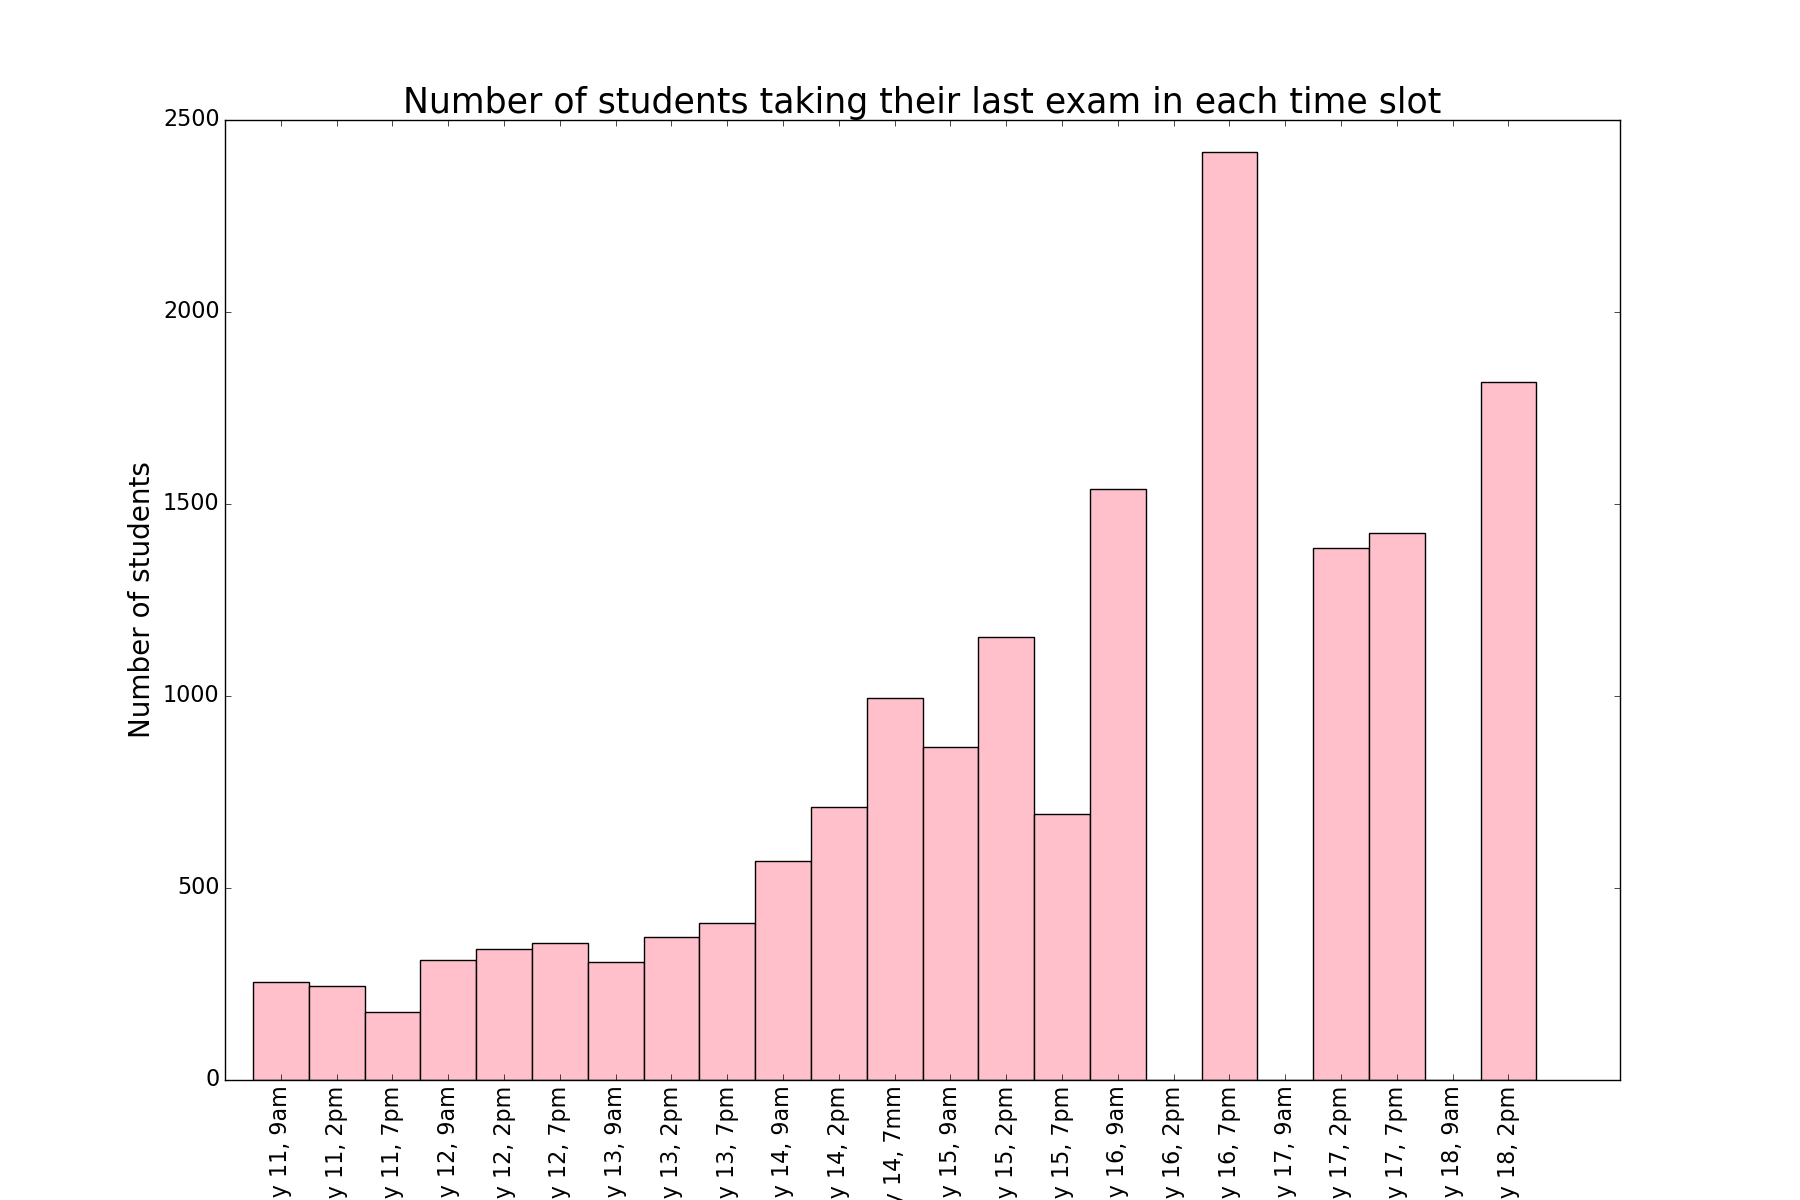 Number of students taking their last exam in each time slot
Number of students
2500
2000
1500
1000
500
0
y 11, 9am
y 11, 2pm
y 11, 7pm
y 12, 9am
y 12, 2pm
y 12, 7pm
y 13, 9am
y 13, 2pm
y 13, 7pm
y 14, 9am
y 14, 2pm
y 14, 7mm
y 15, 9am
y 15, 2pm
y 15, 7pm
y 16, 9am
y 16, 2pm
y 16, 7pm
y 17, 9am
y 17, 2pm
y 17, 7pm
y 18, 9am
y 18, 2pm